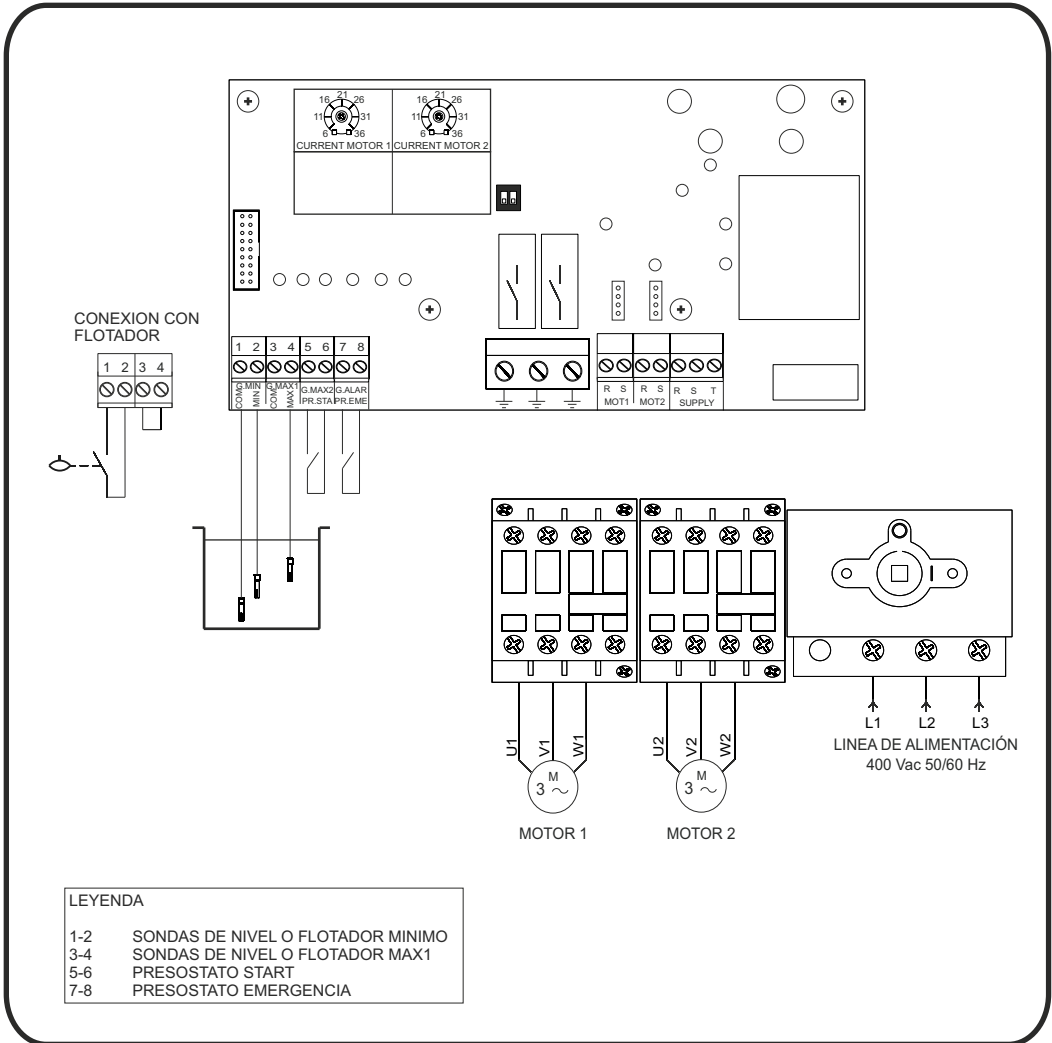 21 21
16 26 16 26
11 31 11 31
6 36 6 36
CURRENT MOTOR 1 CURRENT MOTOR 2
CONEXION CON
FLOTADOR
1 2 3 4
1 2 3 4 5 6 7 8
G.MIN G.MAX1 G.MAX2 G.ALAR
COM MIN COM MAX PR.STA PR.EME
R S R S R S T
MOT1 MOT2 SUPPLY
U1 V1 W1 U2 V2 W2
M
3 ~
M
3 ~
MOTOR 1 MOTOR 2
L1 L2 L3
LINEA DE ALIMENTACIÓN
400 Vac 50/60 Hz
LEYENDA
1-2 SONDAS DE NIVEL O FLOTADOR MINIMO
3-4 SONDAS DE NIVEL O FLOTADOR MAX1
5-6 PRESOSTATO START
7-8 PRESOSTATO EMERGENCIA